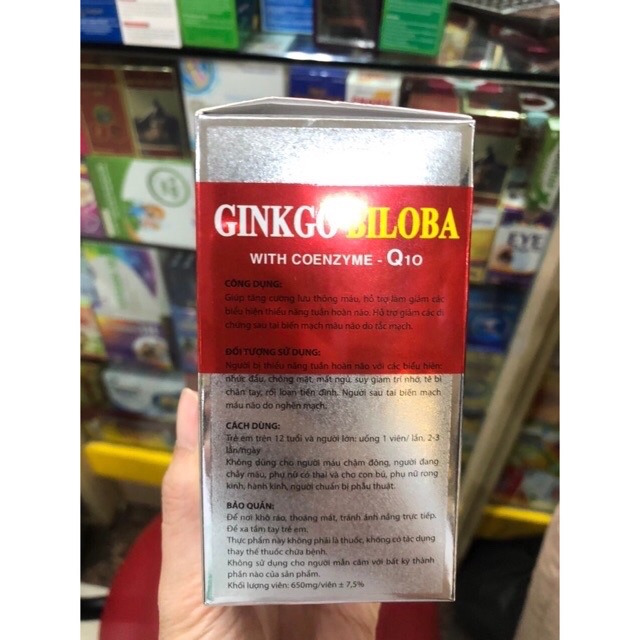 GINKGO BILOBA
WITH COENZYME - Q10
CÔNG DỤNG:
Giúp tăng cường lưu thông máu, hỗ trợ làm giảm các
biểu hiện thiểu năng tuần hoàn não. Hỗ trợ giảm các di
chứng sau tai biến mạch máu não do tắc mạch.
ĐỐI TƯỢNG SỬ DỤNG:
Người bị thiểu năng tuần hoàn não với các biểu hiện:
nhức đầu, chóng mặt, mất ngủ, suy giảm trí nhớ, tê bì
chân tay, rối loạn tiền đình. Người sau tai biến mạch
máu não do nghẽn mạch.
CÁCH DÙNG:
Trẻ em trên 12 tuổi và người lớn: uống 1 viên/ lần, 2-3
lần/ngày
Không dùng cho người máu chậm đông, người đang
chảy máu, phụ nữ có thai và cho con bú, phụ nữ rong
kinh, hành kinh, người chuẩn bị phẫu thuật.
BẢO QUẢN:
Để nơi khô ráo, thoáng mát, tránh ánh nắng trực tiếp.
Để xa tầm tay trẻ em.
Thực phẩm này không phải là thuốc, không có tác dụng
thay thế thuốc chữa bệnh.
Không sử dụng cho người mẫn cảm với bất kỳ thành
phần nào của sản phẩm.
Khối lượng viên: 650mg/viên ± 7,5%
EYE